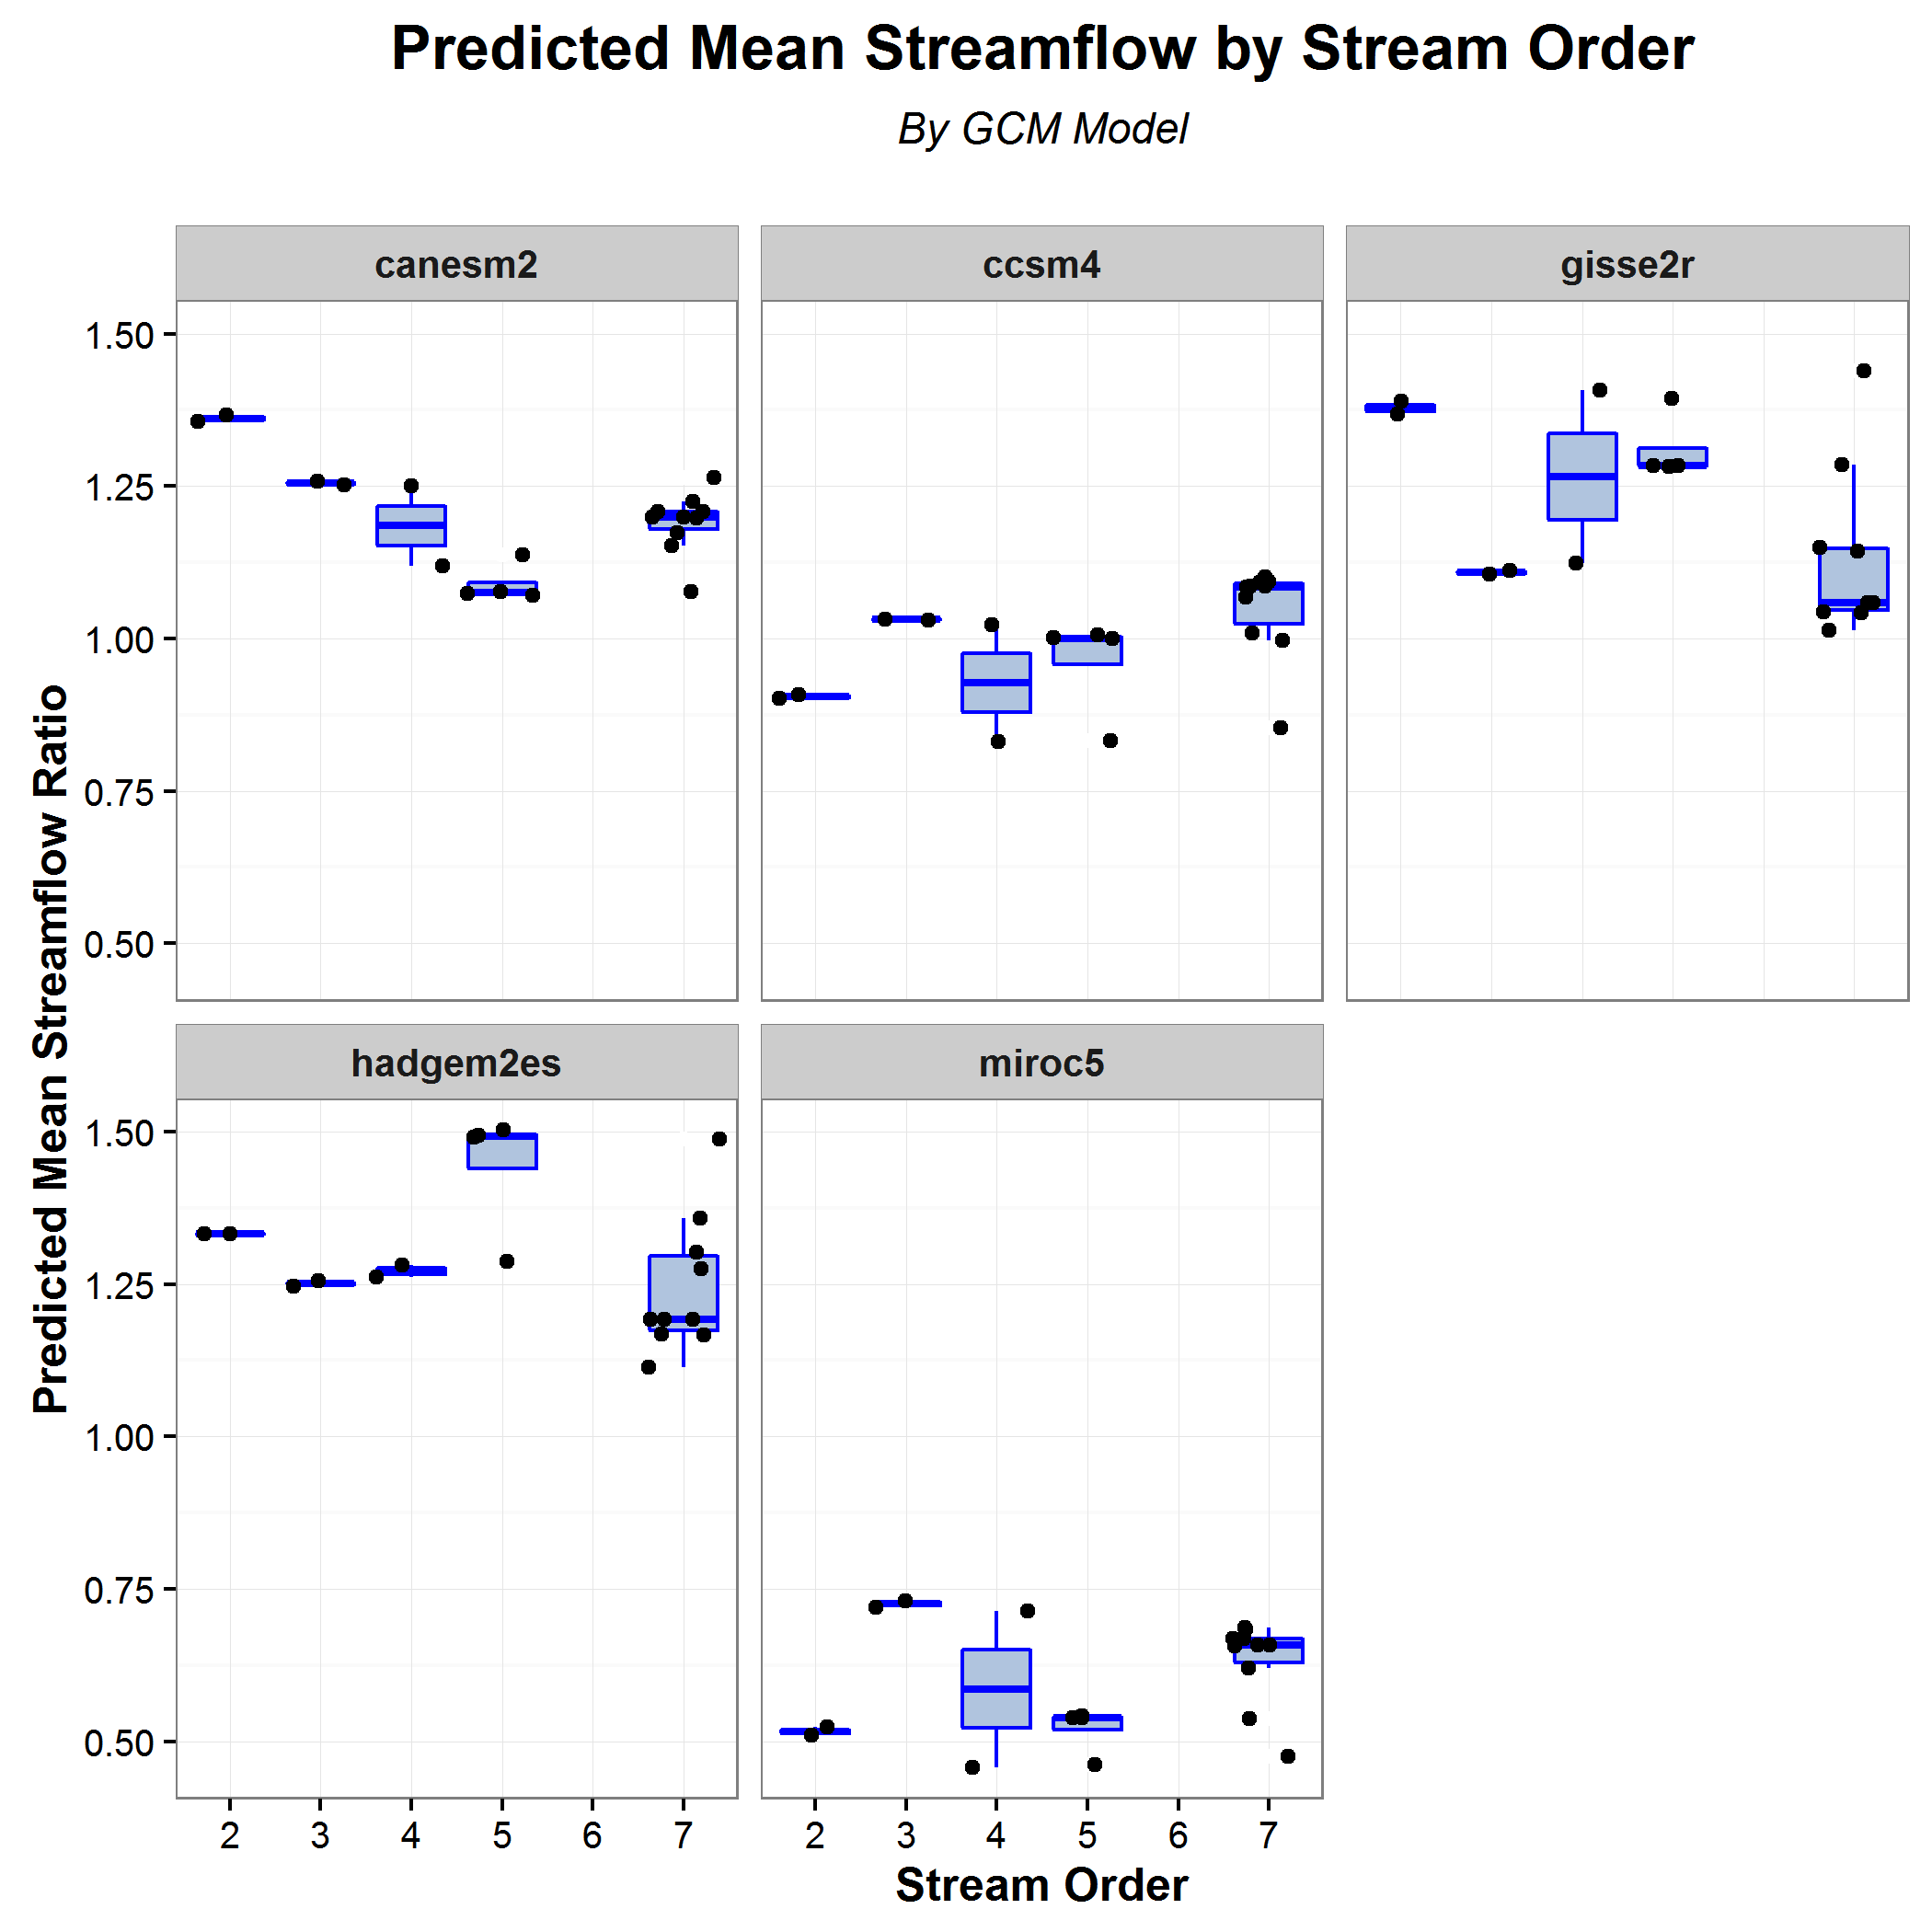 Predicted Mean Streamflow by Stream Order
By GCM Model
canesm2
ccsm4
gisse2r
1.50
1.25
1.00
0.75
0.50
Predicted Mean Streamflow Ratio
hadgem2es
miroc5
1.50
1.25
1.00
0.75
0.50
2 3 4 5 6 7
2 3 4 5 6 7
Stream Order